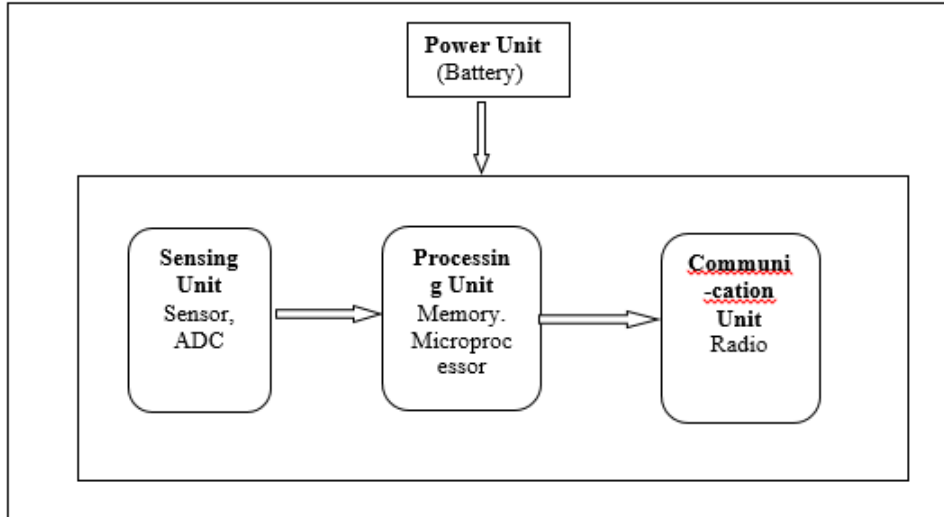 Power Unit
(Battery)
Sensing
Unit
Sensor,
ADC
Processin
g Unit
Memory.
Microproc
essor
Communi
-cation
Unit
Radio